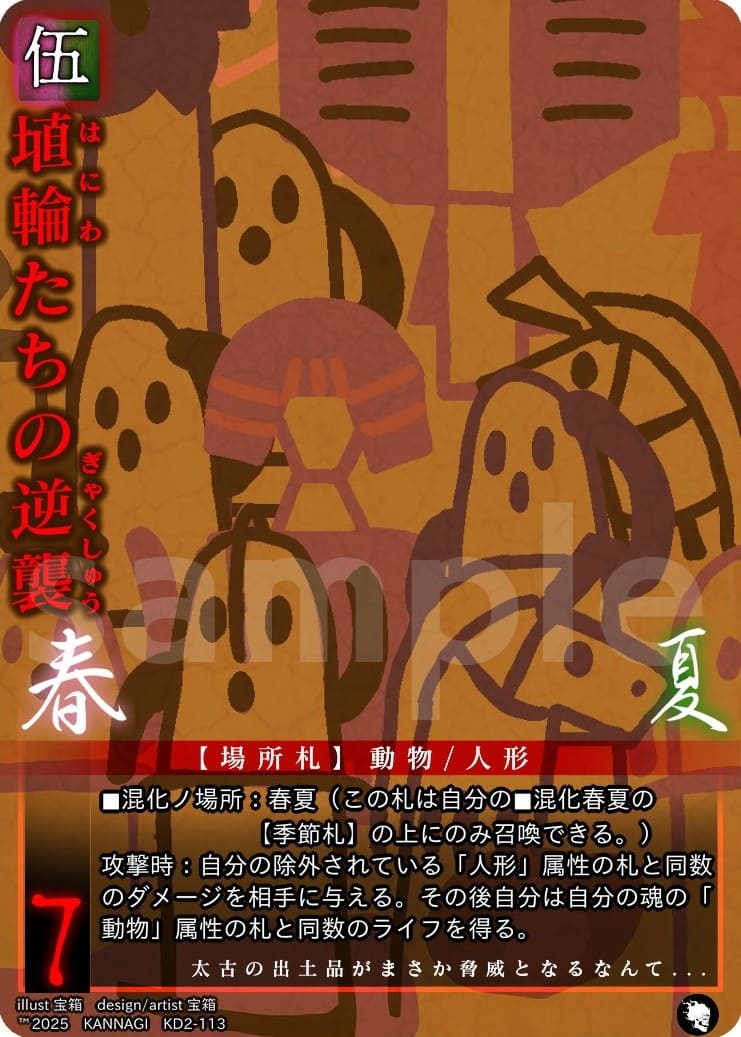 伍
埴輪たちの逆襲
はにわ
ぎゃくしゅう
sample
春
夏
【場所札】動物/人形
■混化ノ場所：春夏（この札は自分の■混化春夏の
【季節札】の上にのみ召喚できる。）
攻撃時：自分の除外されている「人形」属性の札と同数
のダメージを相手に与える。その後自分は自分の魂の「
動物」属性の札と同数のライフを得る。
7
太古の出土品がまさか脅威となるなんて...
illust 宝箱 design/artist 宝箱
™2025 KANNAGI KD2-113